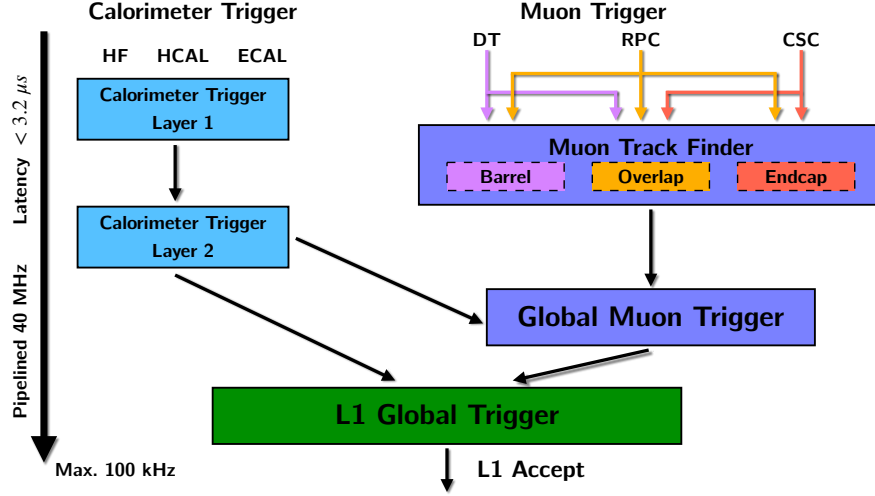 Calorimeter Trigger
Muon Trigger
HF HCAL ECAL
DT RPC CSC
Calorimeter Trigger
Layer 1
Muon Track Finder
Barrel Overlap Endcap
Calorimeter Trigger
Layer 2
Global Muon Trigger
L1 Global Trigger
L1 Accept
Pipelined 40 MHz Latency < 3.2 μs
Max. 100 kHz